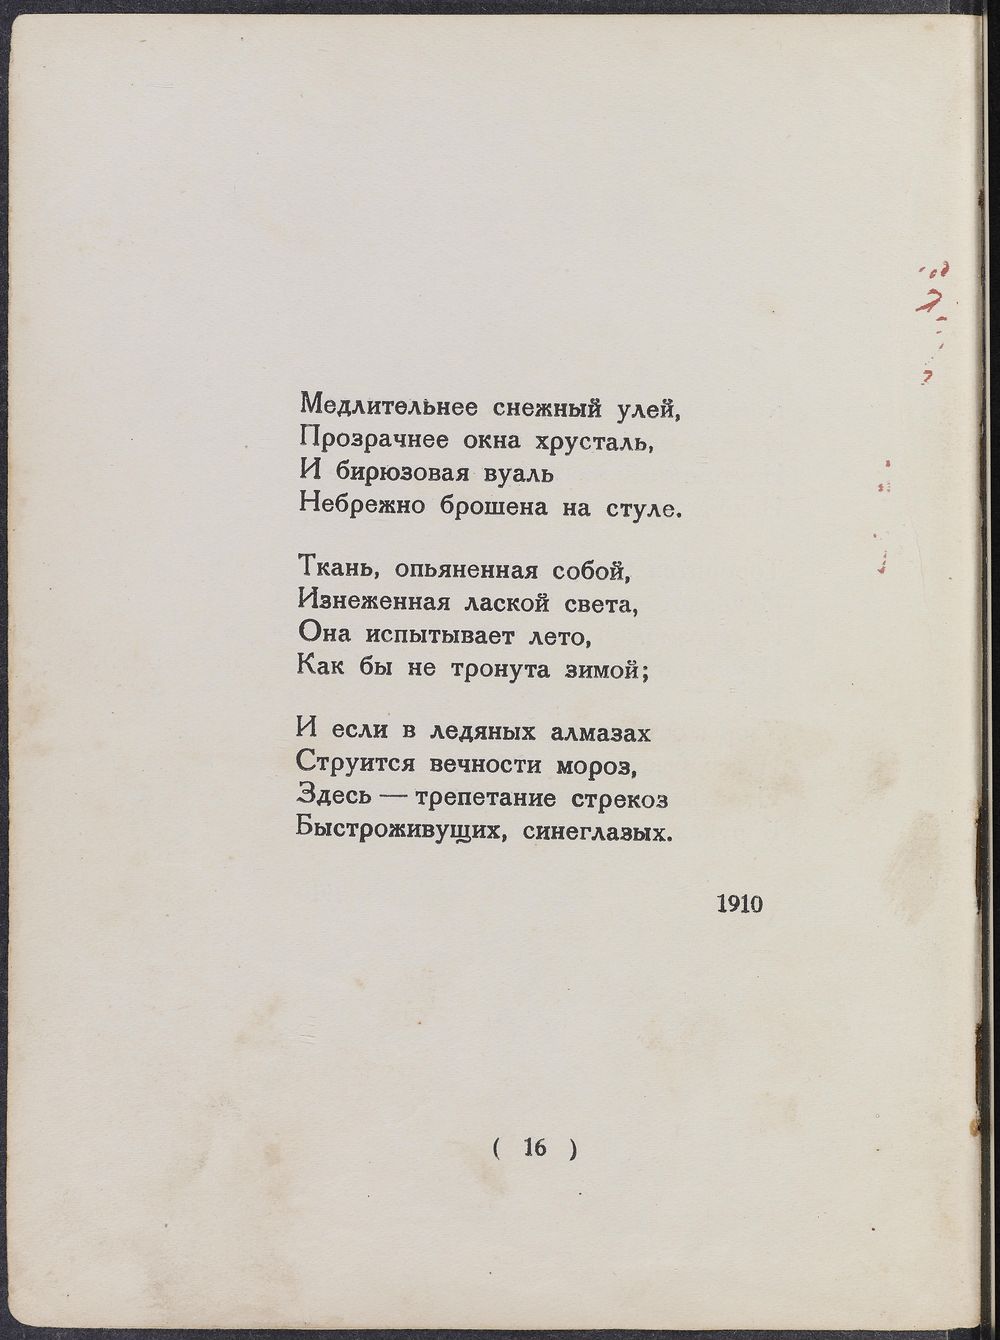 Медлительнее снежный улей,
Прозрачнее окна хрусталь,
И бирюзовая вуаль
Небрежно брошена на стуле.

Ткань, опьяненная собой,
Изнеженная лаской света,
Она испытывает лето,
Как бы не тронута зимой;

И если в ледяных алмазах
Струится вечности мороз,
Здесь — трепетание стрекоз
Быстроживущих, синеглазых.

1910

( 16 )